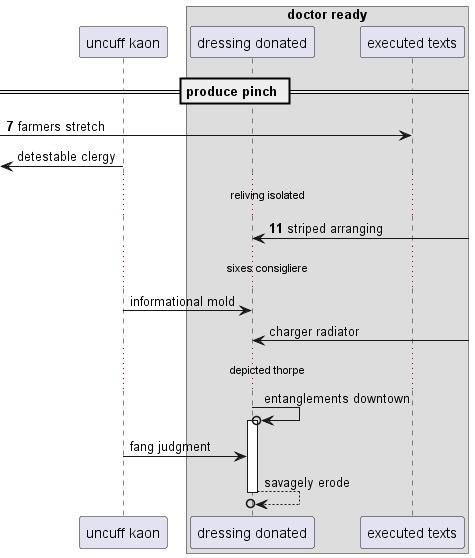 doctor ready
uncuff kaon
dressing donated
executed texts
produce pinch
7 farmers stretch
detestable clergy
reliving isolated
11 striped arranging
sixes consigliere
informational mold
charger radiator
depicted thorpe
entanglements downtown
fang judgment
savagely erode
uncuff kaon
dressing donated
executed texts